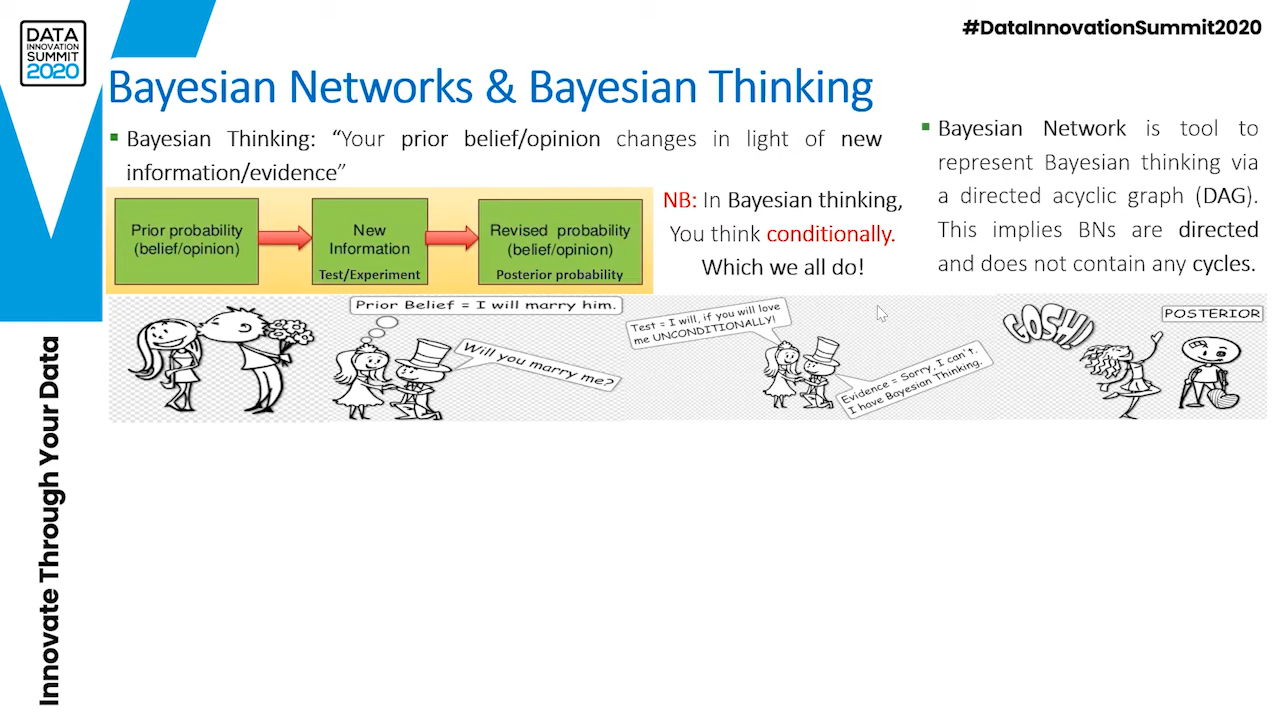 DATA
INNOVATION
SUMMIT
2020
#DataInnovationSummit2020
Bayesian Networks & Bayesian Thinking
▪ Bayesian Thinking: “Your prior belief/opinion changes in light of new
information/evidence”
Prior probability
(belief/opinion)
New
Information
Test/Experiment
Revised probability
(belief/opinion)
Posterior probability
NB: In Bayesian thinking,
You think conditionally.
Which we all do!
▪ Bayesian Network is tool to
represent Bayesian thinking via
a directed acyclic graph (DAG).
This implies BNs are directed
and does not contain any cycles.
Prior Belief = I will marry him.
Will you marry me?
Test = I will, if you will love
me UNCONDITIONALLY!
Evidence = Sorry, I can't.
I have Bayesian Thinking.
GOSH!
POSTERIOR
Innovate Through Your Data